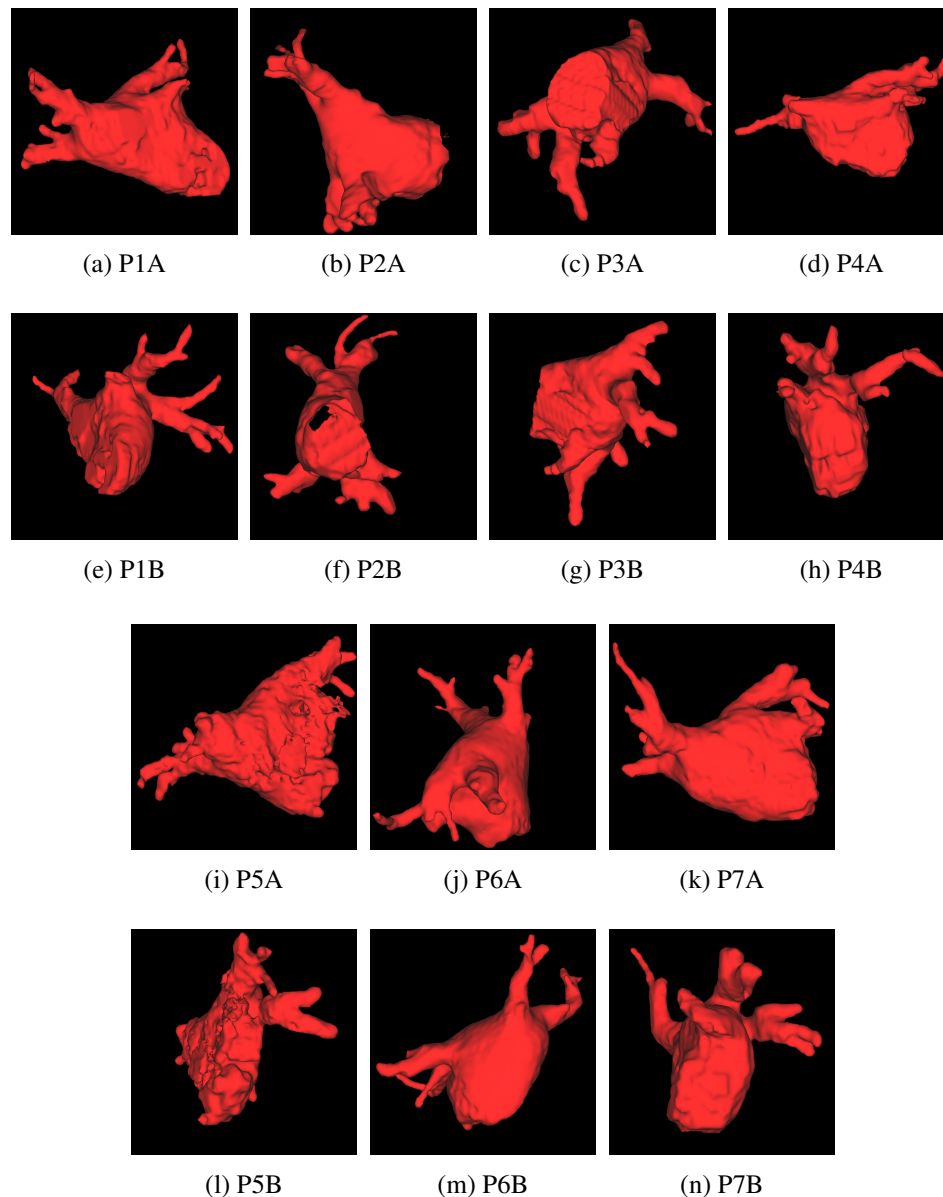 (a) P1A (b) P2A (c) P3A (d) P4A
(e) P1B (f) P2B (g) P3B (h) P4B
(i) P5A (j) P6A (k) P7A
(l) P5B (m) P6B (n) P7B